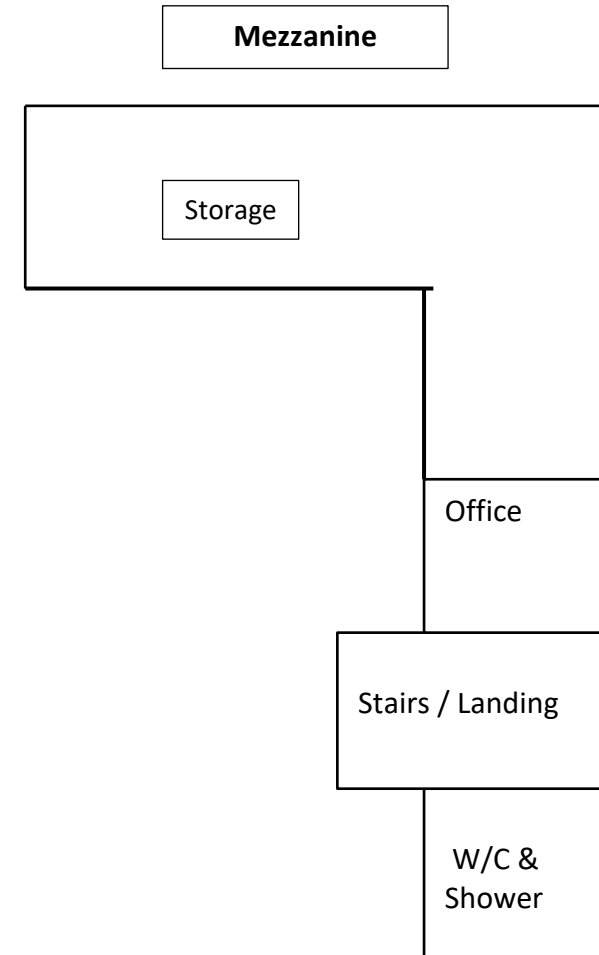 Mezzanine
Storage
Office
Stairs / Landing
W/C &
Shower